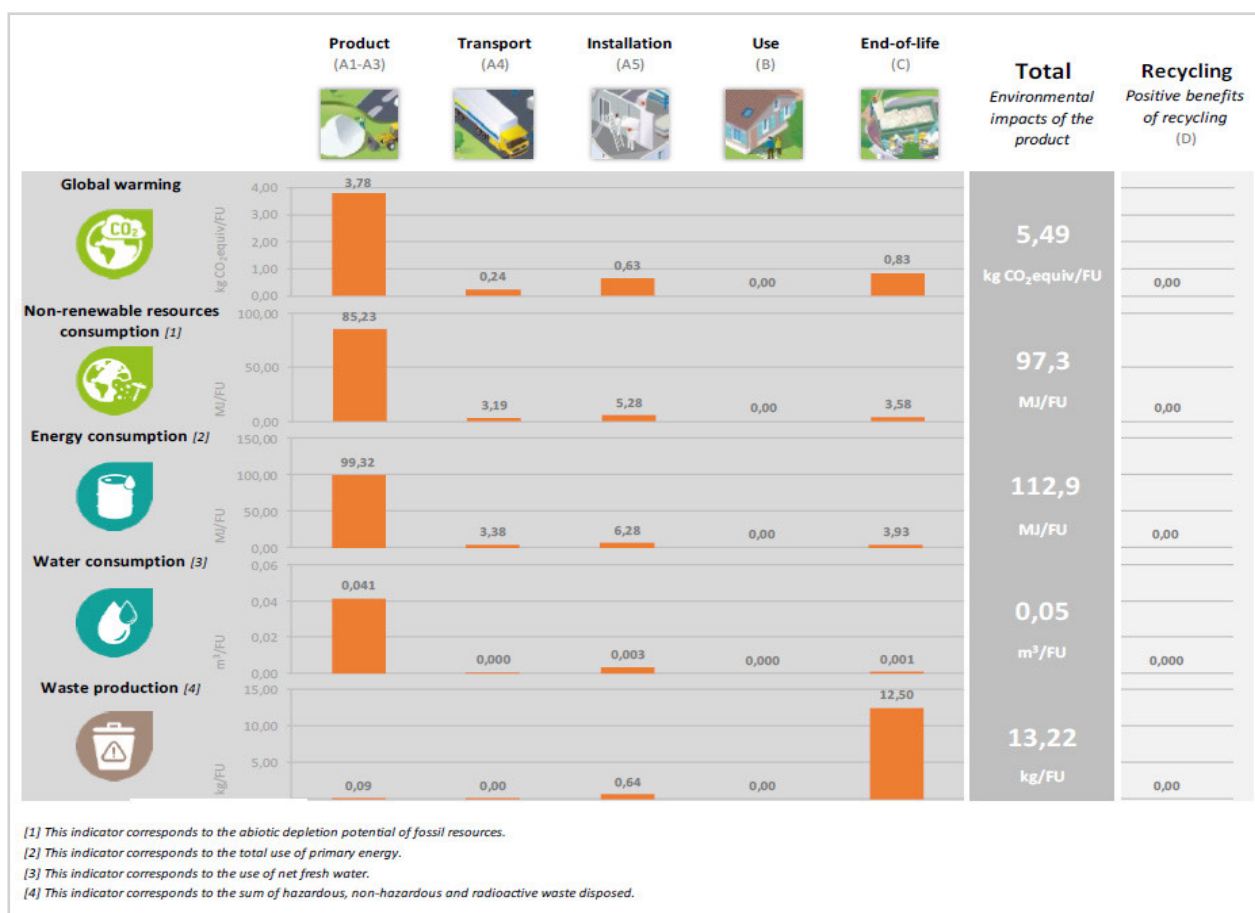 Product
(A1-A3)
Transport
(A4)
Installation
(A5)
Use
(B)
End-of-life
(C)
Total
Environmental
impacts of the
product
Recycling
Positive benefits
of recycling
(D)
Global warming
CO2
kg CO2equiv/FU
4,00
3,00
2,00
1,00
0,00
3,78
0,24
0,63
0,00
0,83
5,49
kg CO2equiv/FU
0,00
Non-renewable resources
consumption [1]
MJ/FU
100,00
50,00
0,00
85,23
3,19
5,28
0,00
3,58
97,3
MJ/FU
0,00
Energy consumption [2]
MJ/FU
150,00
100,00
50,00
0,00
99,32
3,38
6,28
0,00
3,93
112,9
MJ/FU
0,00
Water consumption [3]
m³/FU
0,06
0,04
0,02
0,00
0,041
0,000
0,003
0,000
0,001
0,05
m³/FU
0,000
Waste production [4]
kg/FU
15,00
10,00
5,00
0,09
0,00
0,64
0,00
12,50
13,22
kg/FU
0,00
[1] This indicator corresponds to the abiotic depletion potential of fossil resources.
[2] This indicator corresponds to the total use of primary energy.
[3] This indicator corresponds to the use of net fresh water.
[4] This indicator corresponds to the sum of hazardous, non-hazardous and radioactive waste disposed.